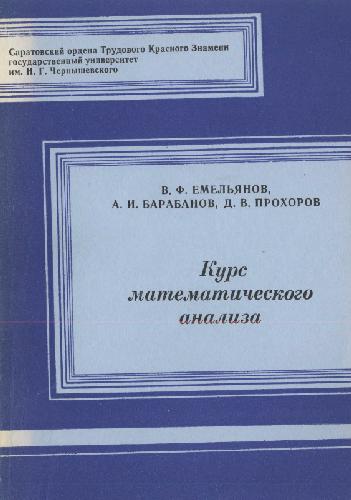 Саратовский ордена Трудового Красного Знамени
государственный университет
им. Н. Г. Чернышевского
В. Ф. ЕМЕЛЬЯНОВ,
А. И. БАРАБАНОВ, Д. В. ПРОХОРОВ
Курс
математического
анализа